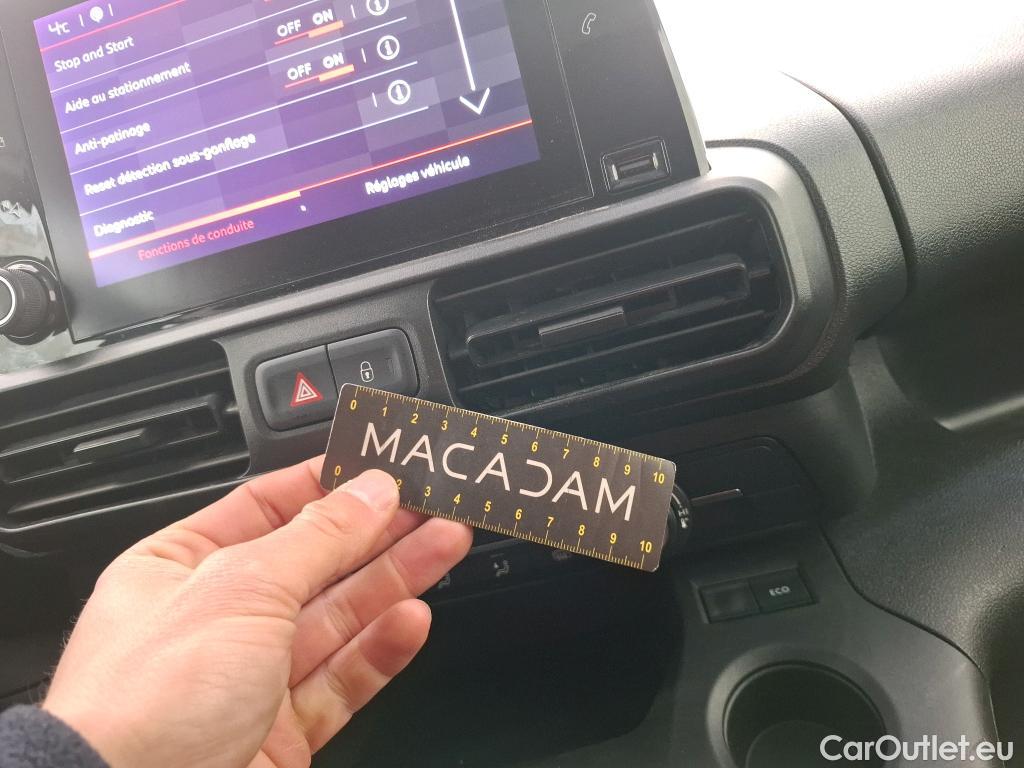 4°C
Stop and Start
OFF ON
Aide au stationnement
OFF ON
Anti-patinage
Reset détection sous-gonflage
Diagnostic
Fonctions de conduite
Réglages véhicule
0 1 2 3 4 5 6 7 8 9 10
MACADAM
0 2 3 4 5 6 7 8 9 10
ECO
CarOutlet.eu